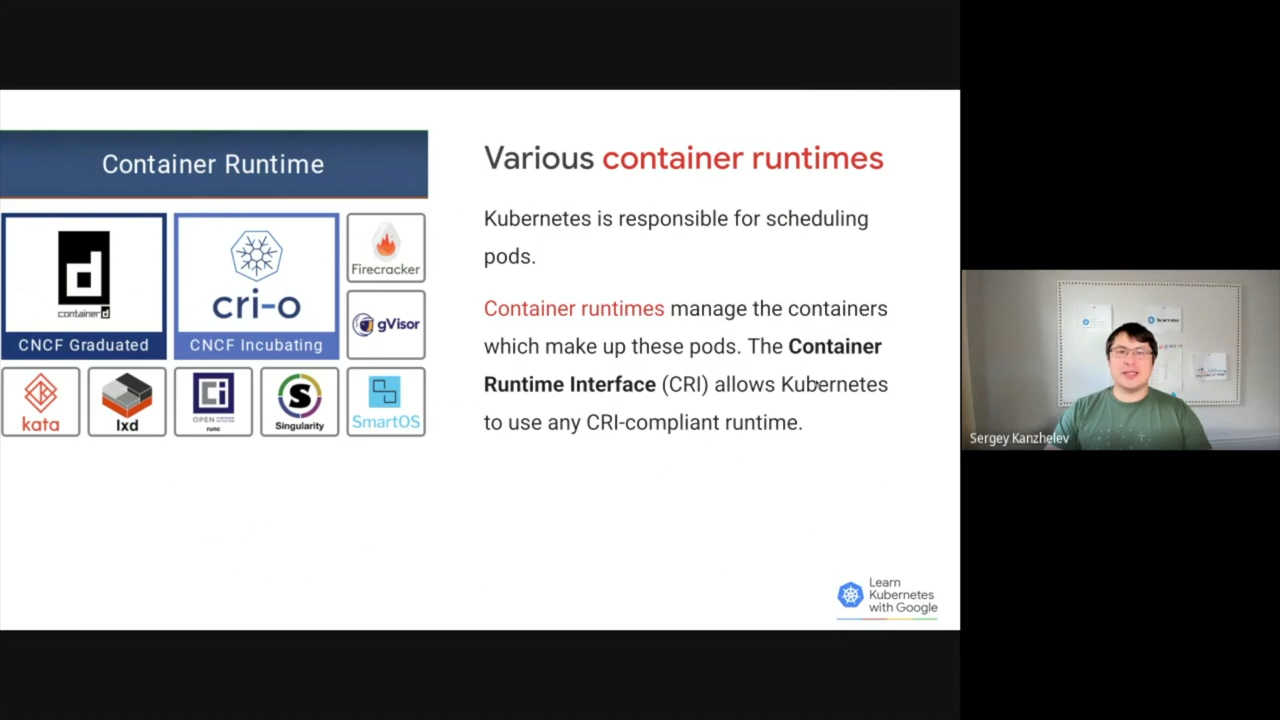 Container Runtime
containerd
CNCF Graduated
cri-o
CNCF Incubating
Firecracker
gVisor
kata
lxd
OPEN
runc
Singularity
SmartOS
Various container runtimes
Kubernetes is responsible for scheduling
pods.
Container runtimes manage the containers
which make up these pods. The Container
Runtime Interface (CRI) allows Kubernetes
to use any CRI-compliant runtime.
Learn
Kubernetes
with Google
Sergey Kanzhelev